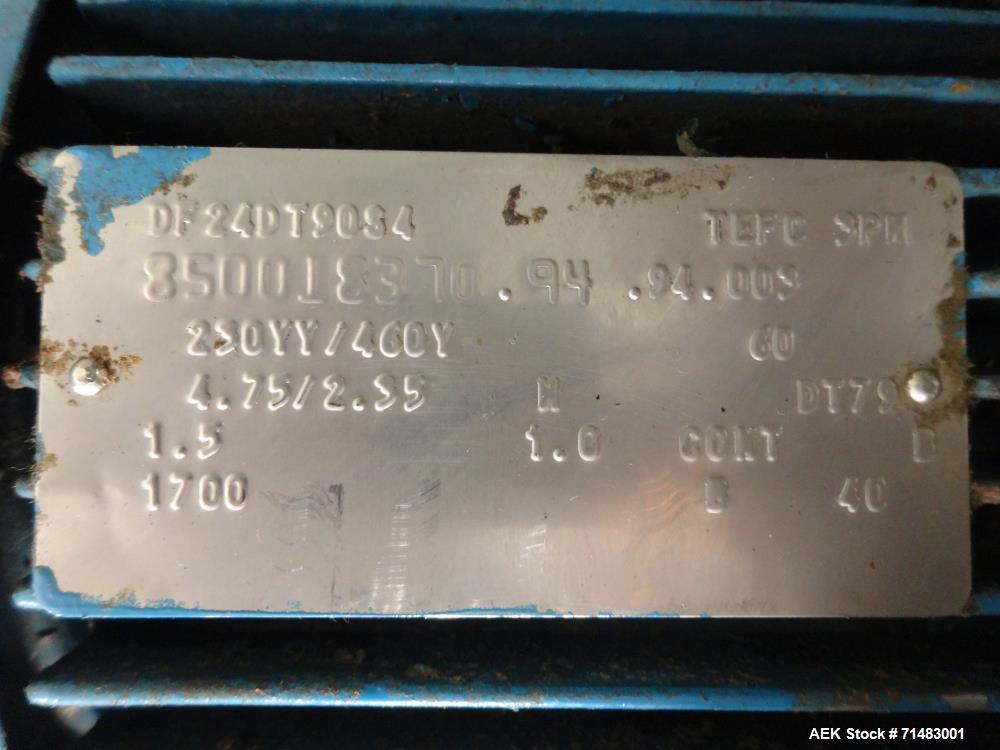 DF24DT90S4 TEFC 3PH
850018370.94 .94.003
230YY/460Y 60
4.75/2.35 M DT79
1.5 1.0 CONT B
1700 B 40
AEK Stock #71483001